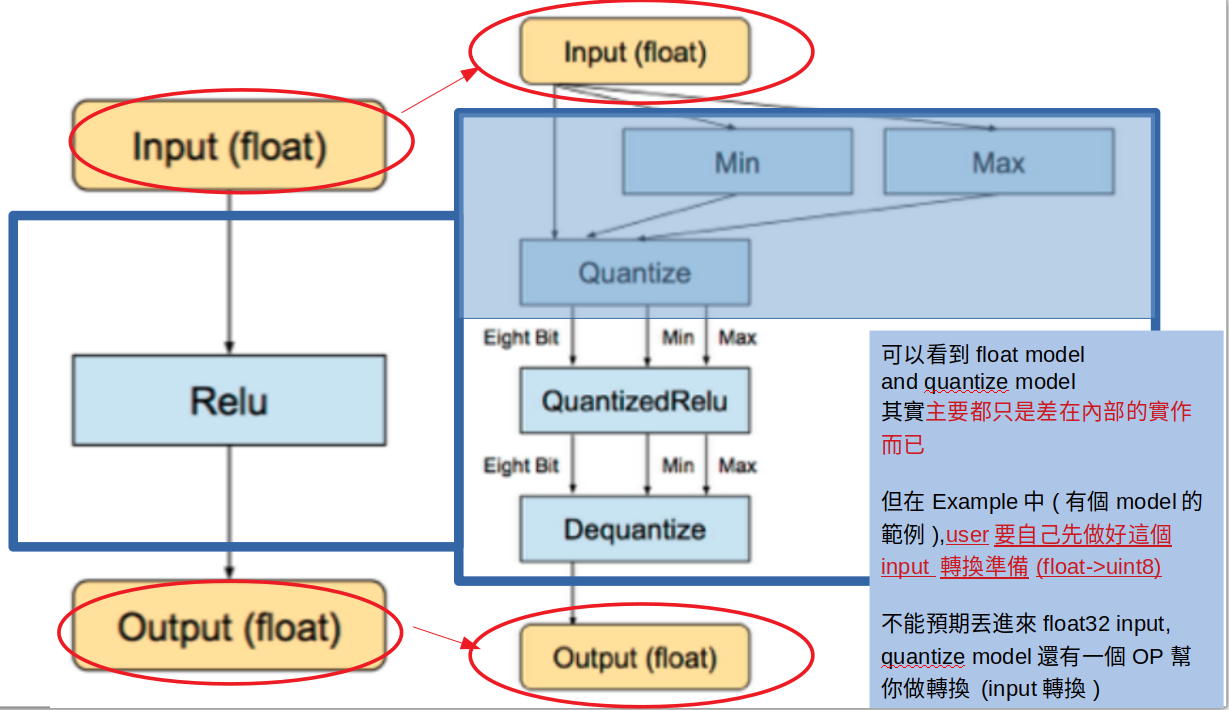 Input (float)
Relu
Output (float)
Input (float)
Min
Max
Quantize
Eight Bit Min Max
QuantizedRelu
Eight Bit Min Max
Dequantize
Output (float)
可以看到 float model
and quantize model
其實主要都只是差在內部的實作
而已
但在 Example 中 ( 有個 model 的
範例 ),user 要自己先做好這個
input 轉換準備 (float->uint8)
不能預期丟進來 float32 input,
quantize model 還有一個 OP 幫
你做轉換 (input 轉換 )